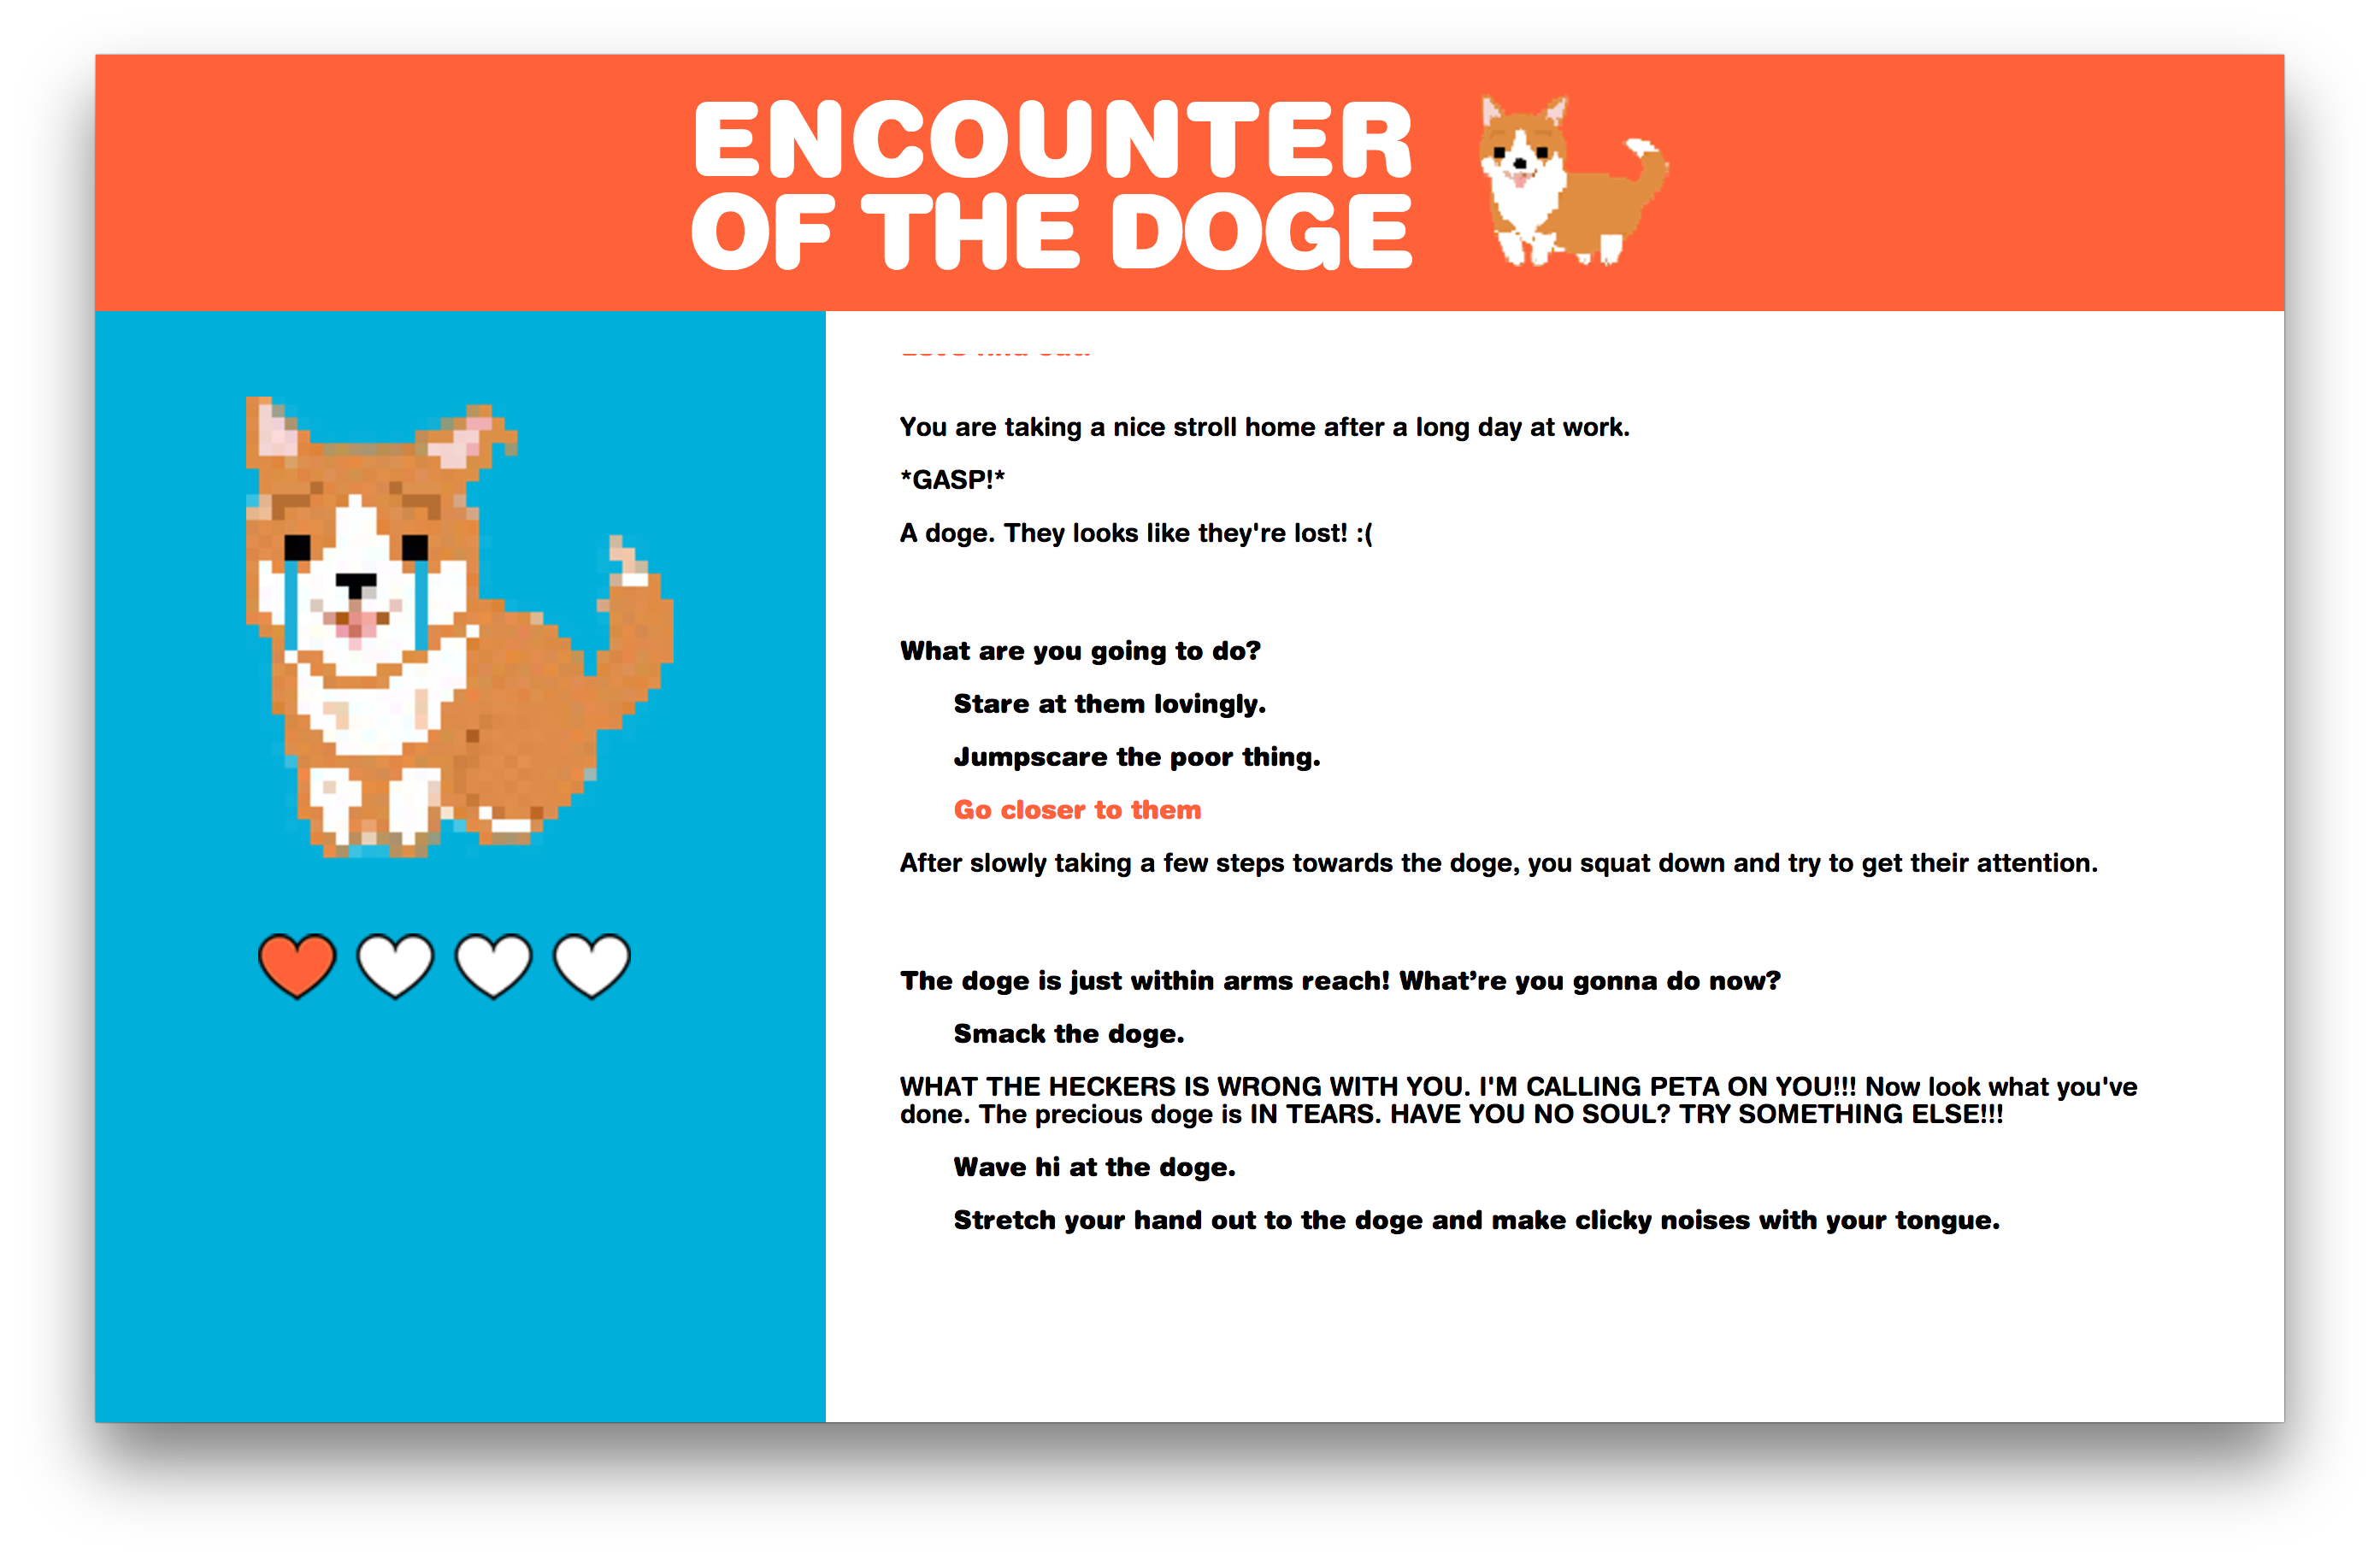 ENCOUNTER
OF THE DOGE
You are taking a nice stroll home after a long day at work.
*GASP!*
A doge. They looks like they're lost! :(
What are you going to do?
Stare at them lovingly.
Jumpscare the poor thing.
Go closer to them
After slowly taking a few steps towards the doge, you squat down and try to get their attention.
The doge is just within arms reach! What’re you gonna do now?
Smack the doge.
WHAT THE HECKERS IS WRONG WITH YOU. I'M CALLING PETA ON YOU!!! Now look what you've
done. The precious doge is IN TEARS. HAVE YOU NO SOUL? TRY SOMETHING ELSE!!!
Wave hi at the doge.
Stretch your hand out to the doge and make clicky noises with your tongue.